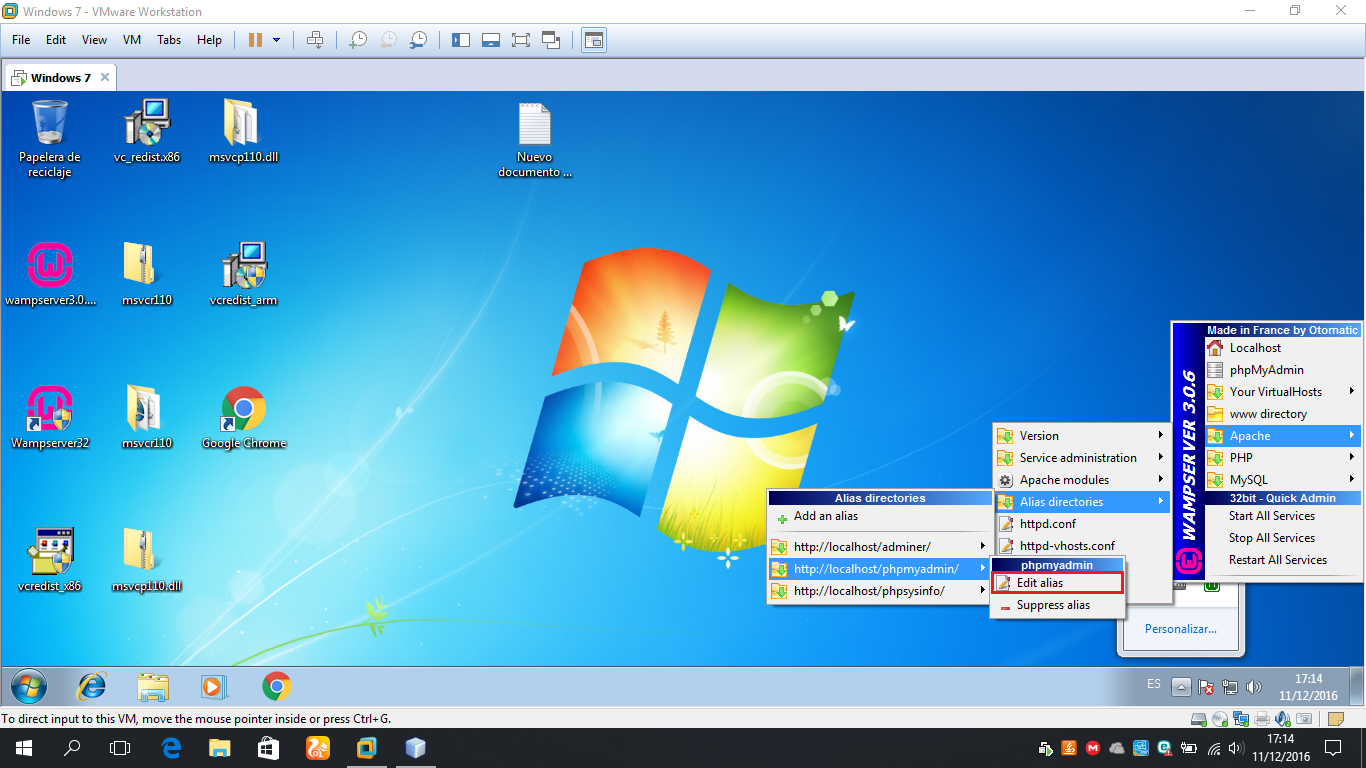 Windows 7 - VMware Workstation
File Edit View VM Tabs Help
Windows 7
Papelera de
reciclaje
vc_redist.x86
msvcp110.dll
Nuevo
documento ...
wampserver3.0....
msvcr110
vcredist_arm
Wampserver32
msvcr110
Google Chrome
vcredist_x86
msvcp110.dll
Alias directories
Add an alias
http://localhost/adminer/
http://localhost/phpmyadmin/
http://localhost/phpsysinfo/
Version
Service administration
Apache modules
Alias directories
httpd.conf
httpd-vhosts.conf
phpmyadmin
Edit alias
Suppress alias
WAMPSERVER 3.0.6
Made in France by Otomatic
Localhost
phpMyAdmin
Your VirtualHosts
www directory
Apache
PHP
MySQL
32bit - Quick Admin
Start All Services
Stop All Services
Restart All Services
Personalizar...
ES
17:14
11/12/2016
To direct input to this VM, move the mouse pointer inside or press Ctrl+G.
17:14
11/12/2016